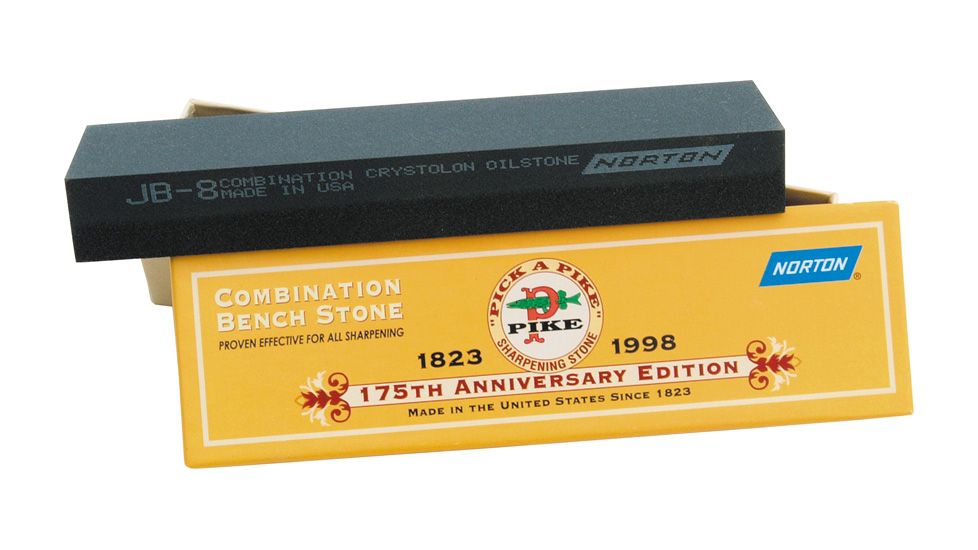 JB-8 COMBINATION CRYSTOLON OILSTONE NORTON
MADE IN USA
COMBINATION
BENCH STONE
PROVEN EFFECTIVE FOR ALL SHARPENING
"PICK A PIKE"
P
PIKE
SHARPENING STONE
NORTON®
1823 1998
175TH ANNIVERSARY EDITION
MADE IN THE UNITED STATES SINCE 1823